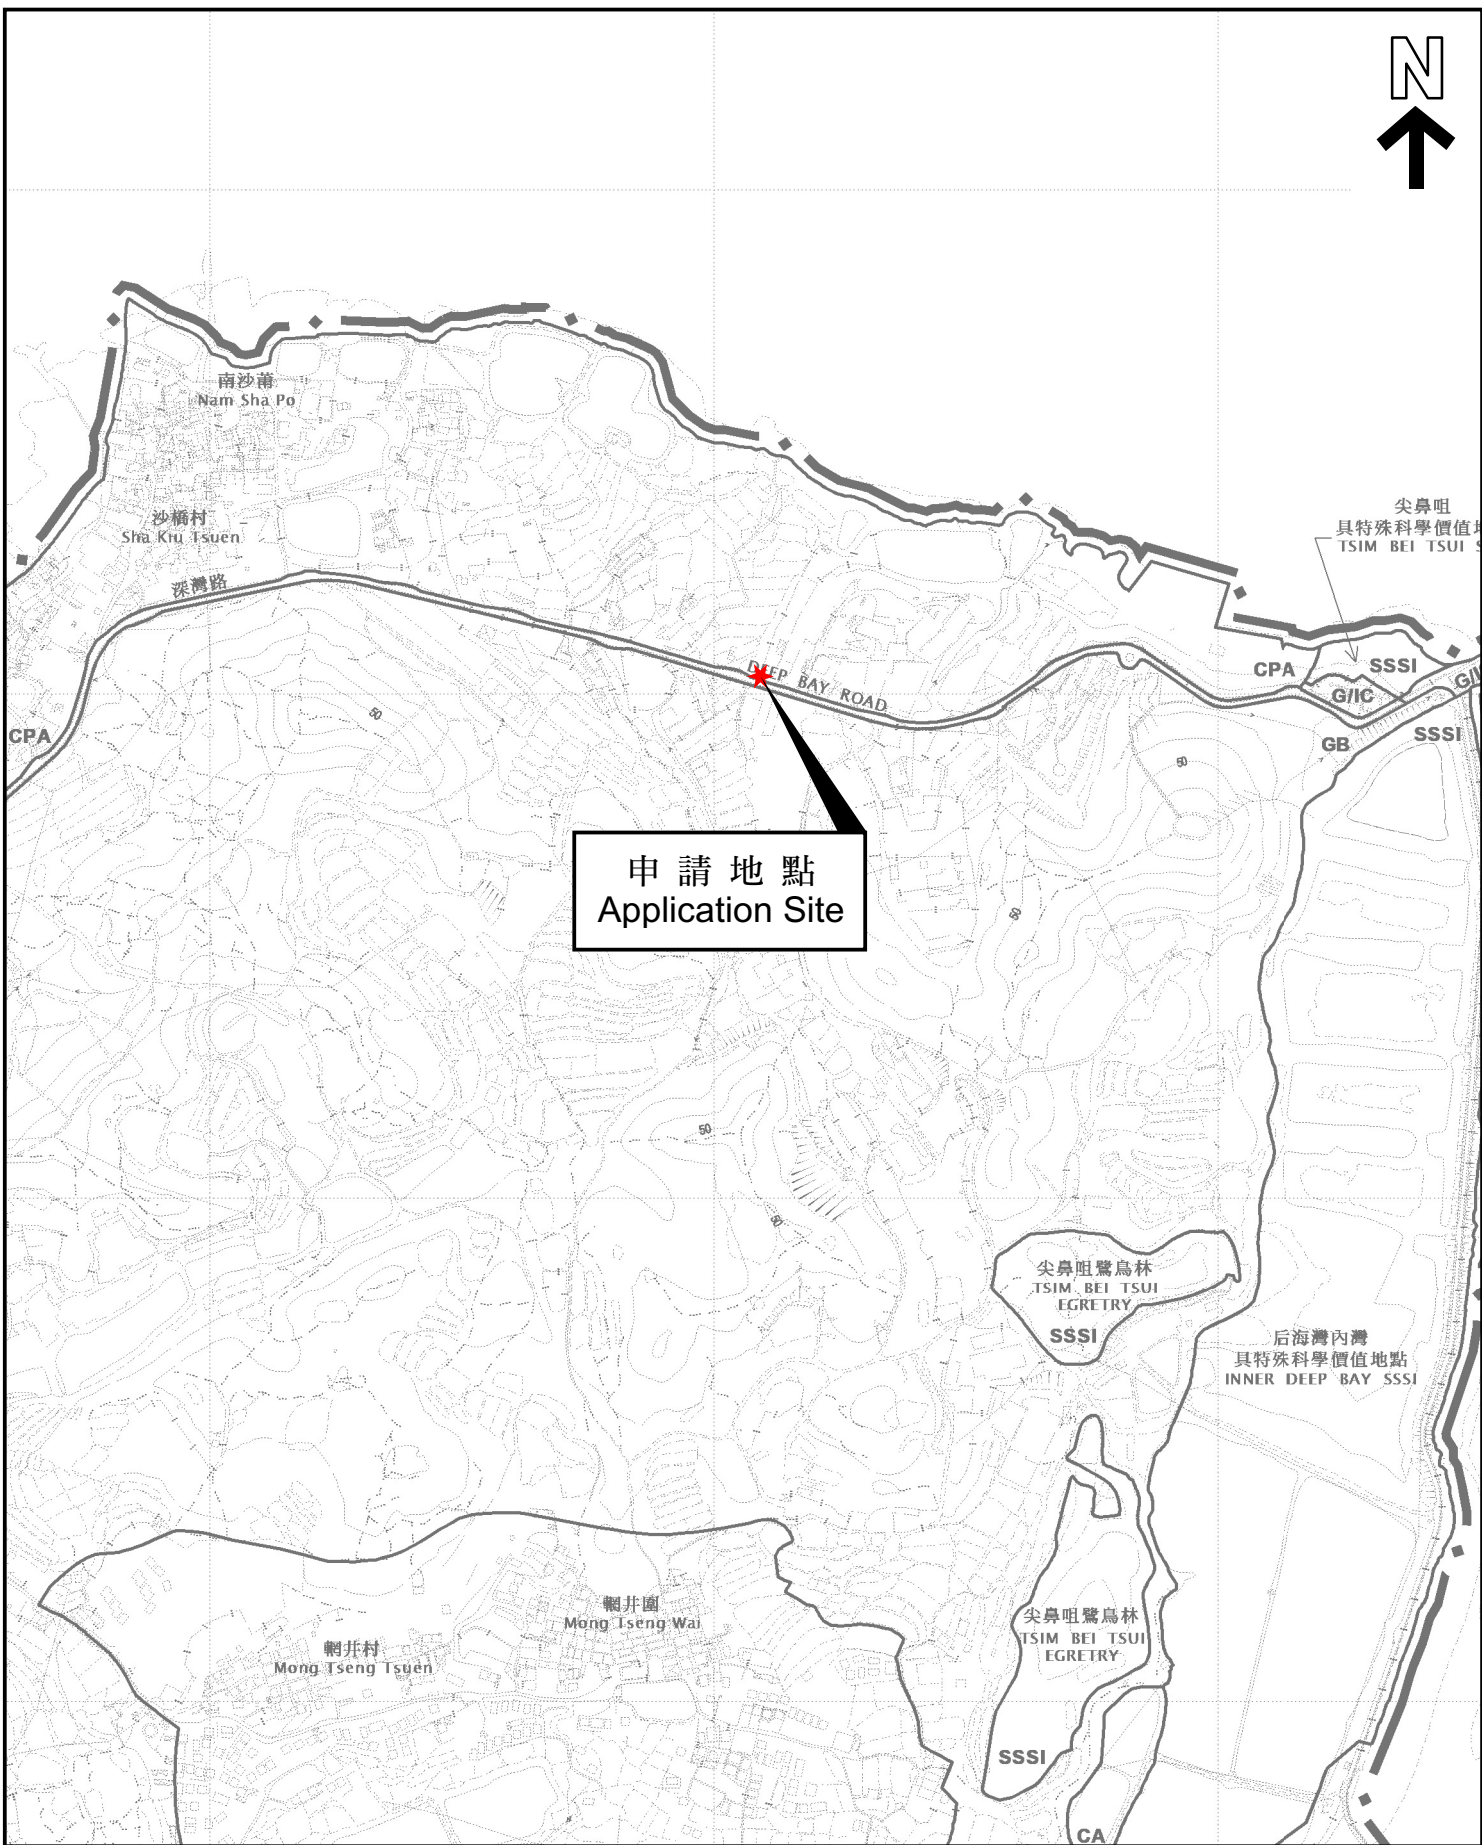 N
南沙莆
Nam Sha Po
沙橋村
Sha Kiu Tsuen
尖鼻咀
具特殊科學價值
TSIM BEI TSUI
深灣路
DEEP BAY ROAD
CPA
SSSI
G/IC
CPA
GB
SSSI
50
50
申請地點
Application Site
50
50
50
尖鼻咀鷺鳥林
TSIM BEI TSUI
EGRETRY
SSSI
后海灣內灣
具特殊科學價值地點
INNER DEEP BAY SSSI
輞井圍
Mong Tseng Wai
輞井村
Mong Tseng Tsuen
尖鼻咀鷺鳥林
TSIM BEI TSUI
EGRETRY
SSSI
CA